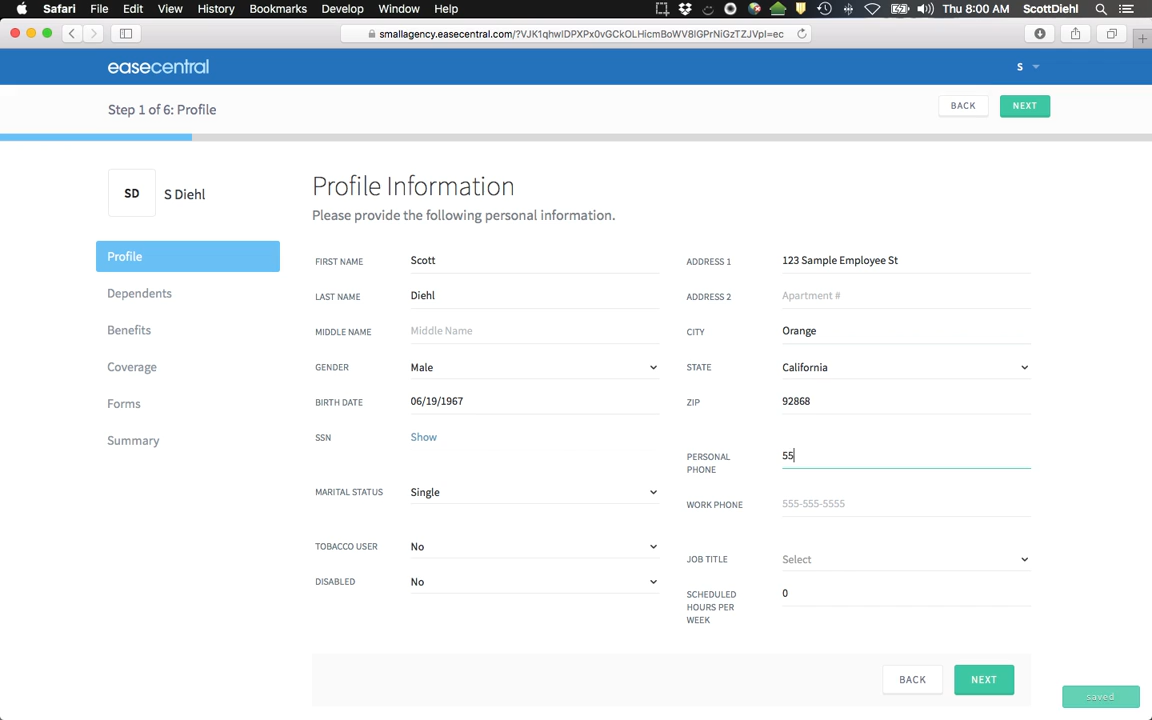 Safari File Edit View History Bookmarks Develop Window Help Thu 8:00 AM ScottDiehl
smallagency.easecentral.com/?VJK1qhwIDPXPx0vGCkOLHicmBoWV8lGPrNiGzTZJVpI=ec
easecentral S
Step 1 of 6: Profile BACK NEXT
SD S Diehl
Profile
Dependents
Benefits
Coverage
Forms
Summary
Profile Information
Please provide the following personal information.
FIRST NAME Scott
LAST NAME Diehl
MIDDLE NAME Middle Name
GENDER Male
BIRTH DATE 06/19/1967
SSN Show
MARITAL STATUS Single
TOBACCO USER No
DISABLED No
ADDRESS 1 123 Sample Employee St
ADDRESS 2 Apartment #
CITY Orange
STATE California
ZIP 92868
PERSONAL PHONE 55
WORK PHONE 555-555-5555
JOB TITLE Select
SCHEDULED HOURS PER WEEK 0
BACK NEXT
saved